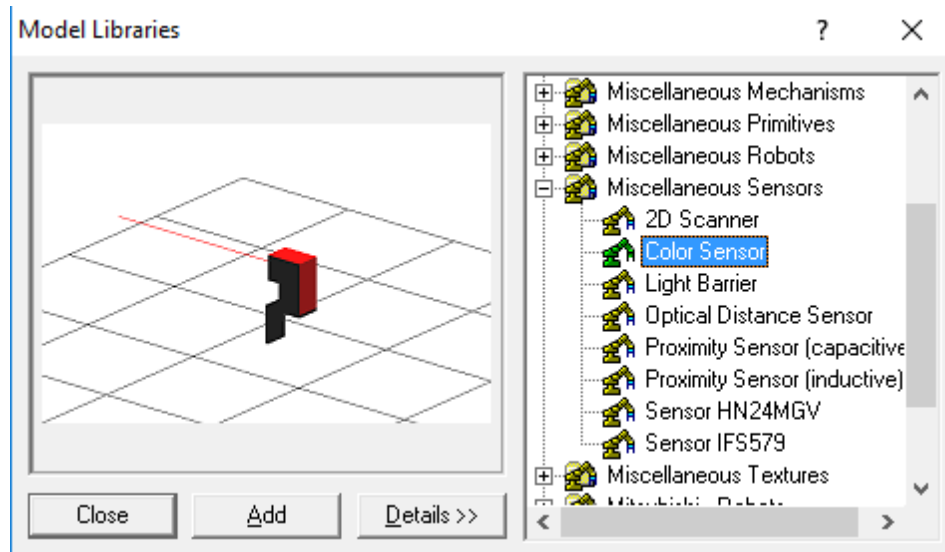 Model Libraries
?
Miscellaneous Mechanisms
Miscellaneous Primitives
Miscellaneous Robots
Miscellaneous Sensors
2D Scanner
Color Sensor
Light Barrier
Optical Distance Sensor
Proximity Sensor (capacitive
Proximity Sensor (inductive)
Sensor HN24MGV
Sensor IFS579
Miscellaneous Textures
Close
Add
Details >>